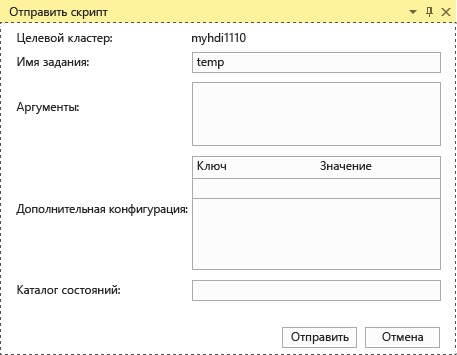 Отправить скрипт
Целевой кластер: myhdi1110
Имя задания: temp
Аргументы:
Ключ Значение
Дополнительная конфигурация:
Каталог состояний:
Отправить Отмена